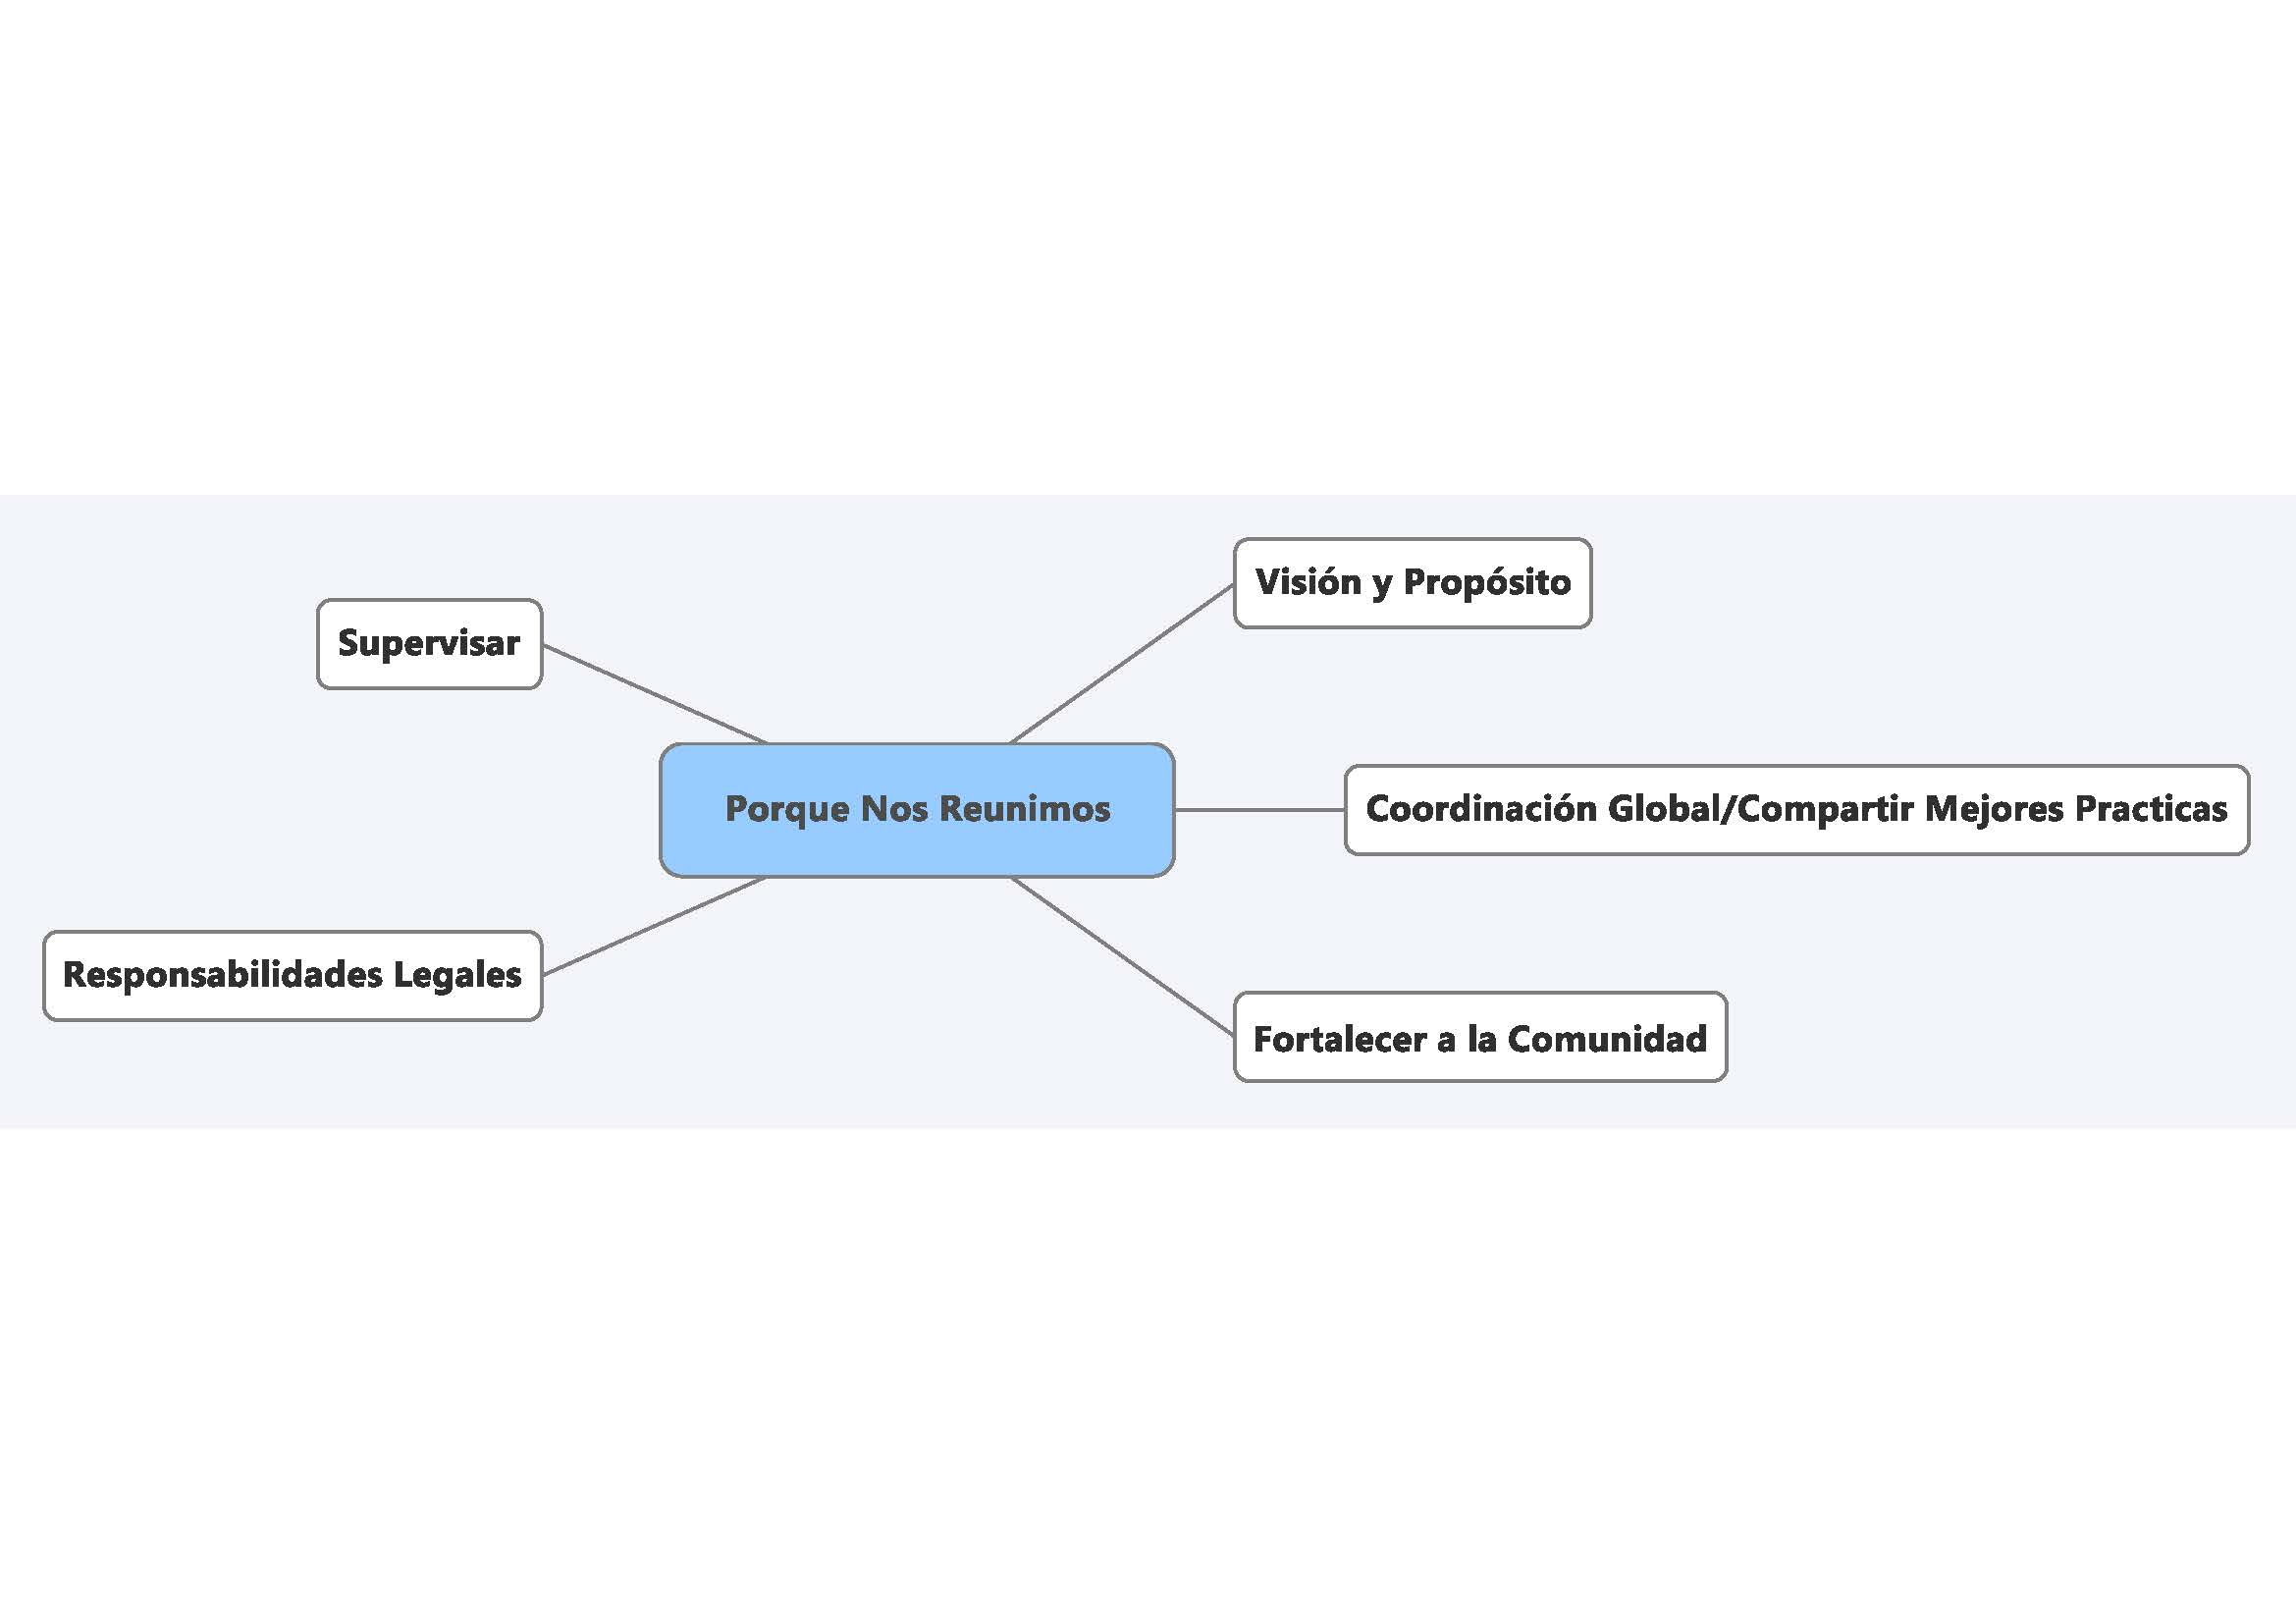 Visión y Propósito
Supervisar
Porque Nos Reunimos
Coordinación Global/Compartir Mejores Practicas
Responsabilidades Legales
Fortalecer a la Comunidad